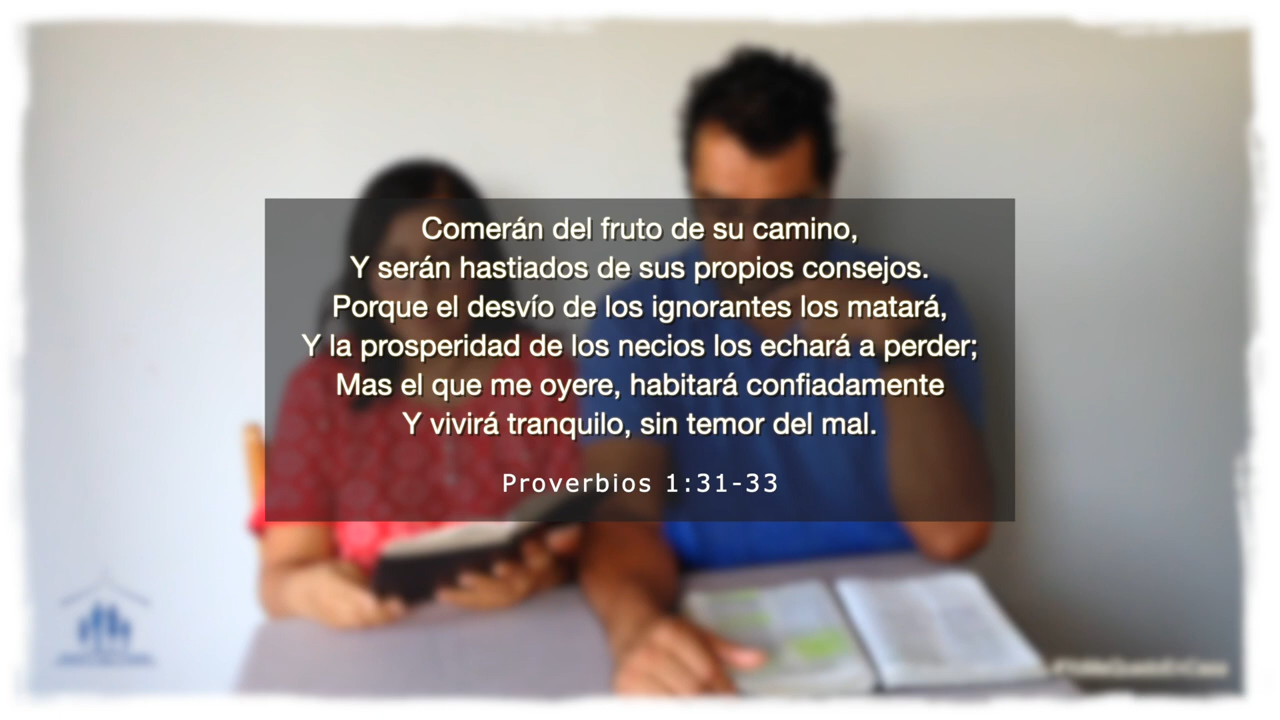 Comerán del fruto de su camino,
Y serán hastiados de sus propios consejos.
Porque el desvío de los ignorantes los matará,
Y la prosperidad de los necios los echará a perder;
Mas el que me oyere, habitará confiadamente
Y vivirá tranquilo, sin temor del mal.
Proverbios 1:31-33